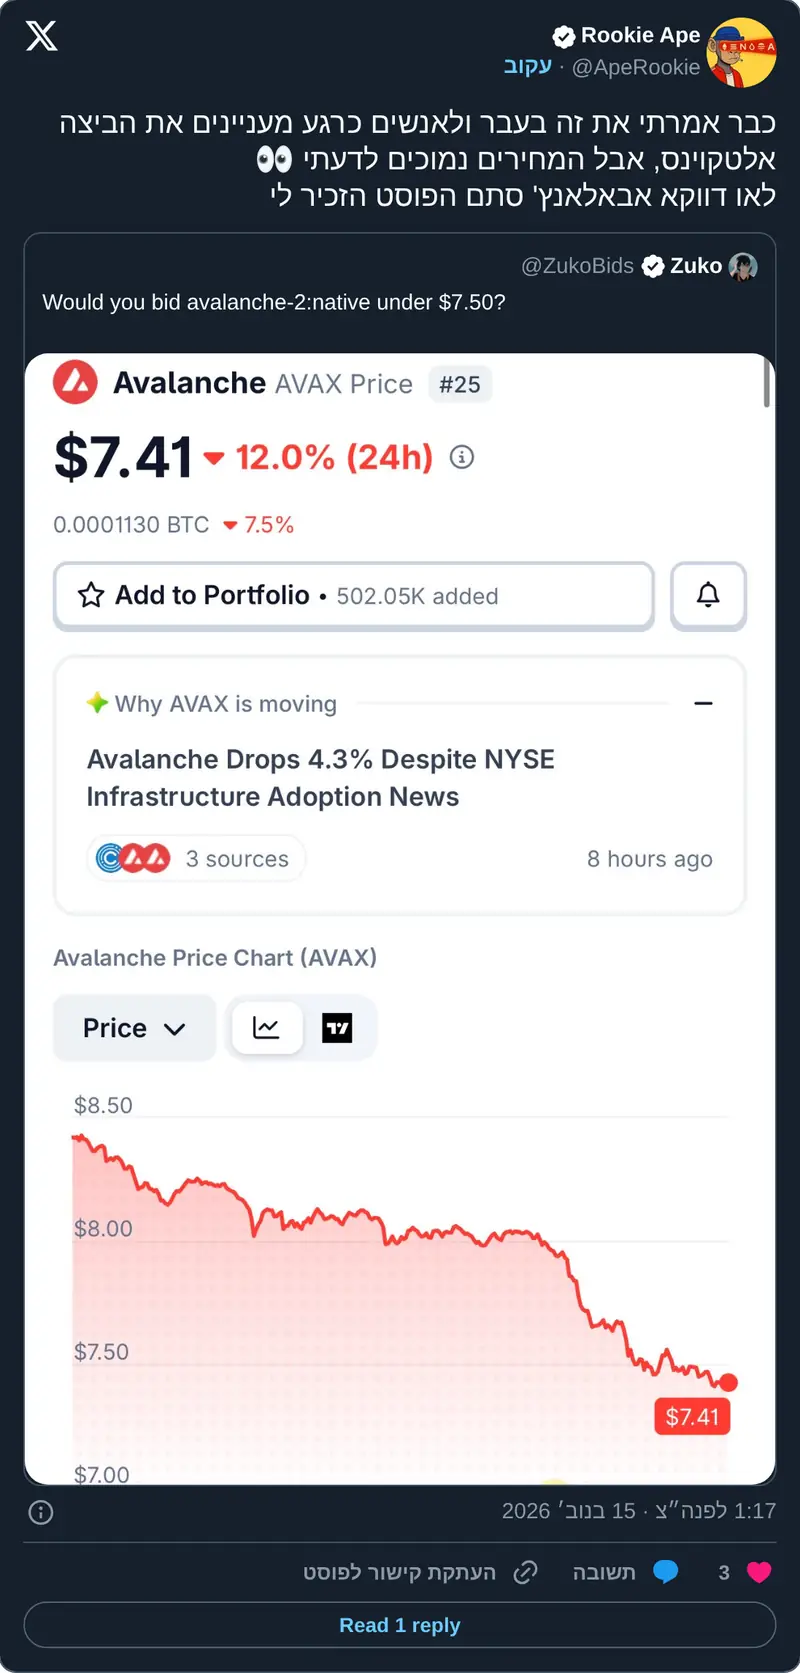 Rookie Ape
@ApeRookie · עקוב
כבר אמרתי את זה בעבר ולאנשים כרגע מעניינים את הביצה
אלטקוינס, אבל המחירים נמוכים לדעתי 👀
לאו דווקא אבאלאנץ' סתם הפוסט הזכיר לי
Zuko @ZukoBids
Would you bid avalanche-2:native under $7.50?
Avalanche AVAX Price #25
$7.41 12.0% (24h)
0.0001130 BTC 7.5%
Add to Portfolio • 502.05K added
Why AVAX is moving
Avalanche Drops 4.3% Despite NYSE
Infrastructure Adoption News
3 sources 8 hours ago
Avalanche Price Chart (AVAX)
Price
$8.50
$8.00
$7.50
$7.41
$7.00
1:17 לפנה״צ · 15 בנוב׳ 2026
3 תשובה העתקת קישור לפוסט
Read 1 reply